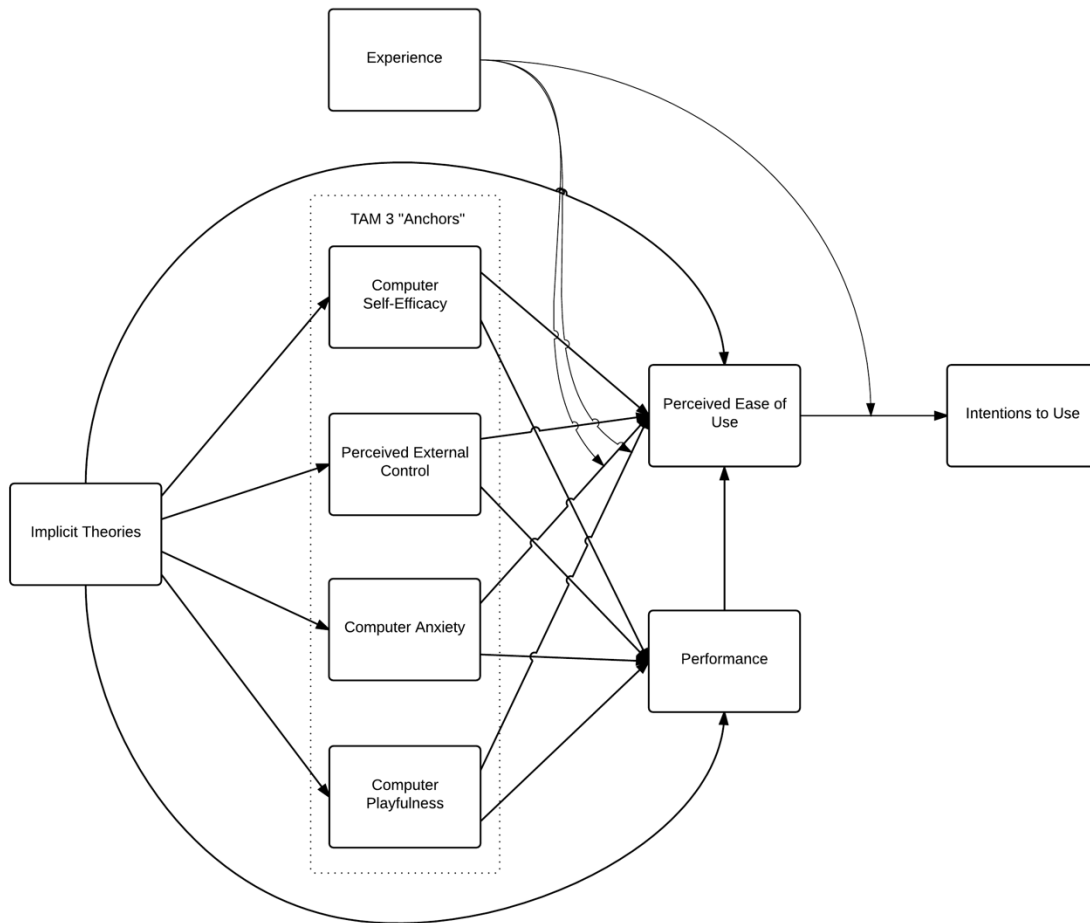 Experience
TAM 3 "Anchors"
Computer
Self-Efficacy
Perceived External
Control
Computer Anxiety
Computer
Playfulness
Implicit Theories
Perceived Ease of
Use
Performance
Intentions to Use